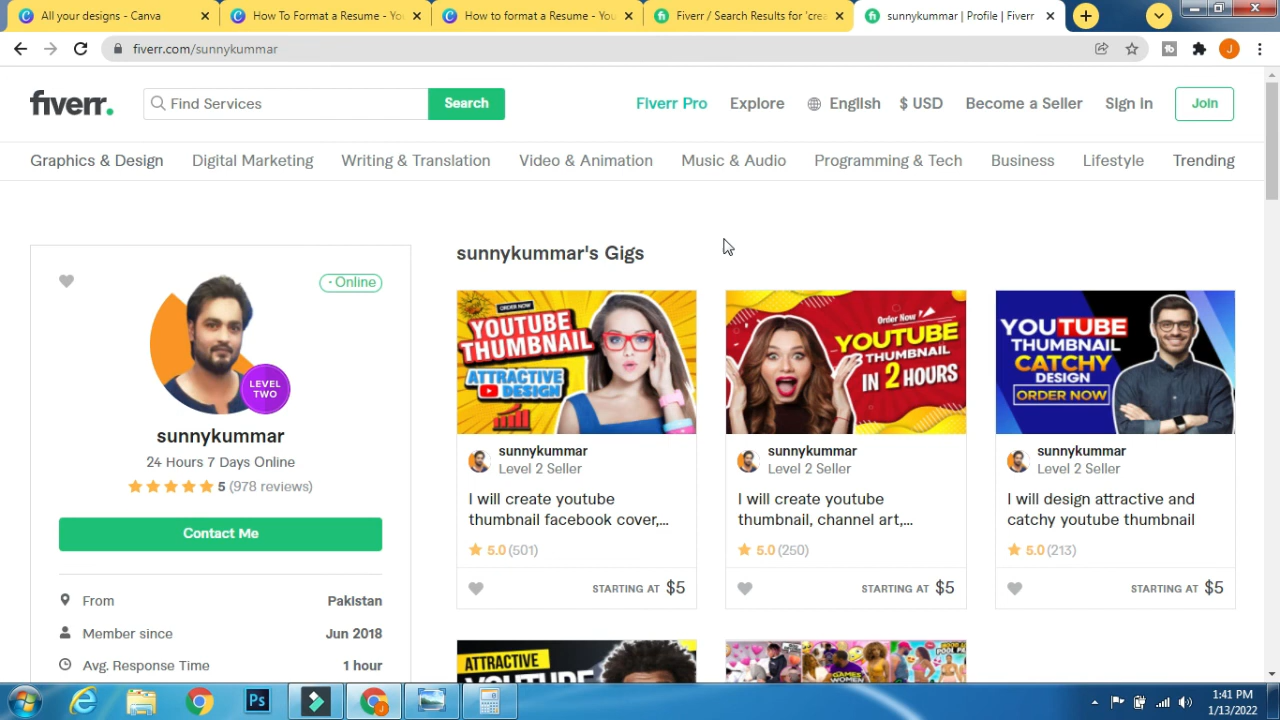 All your designs - Canva
How To Format a Resume - You
How to format a Resume - You
Fiverr / Search Results for 'crea
sunnykummar | Profile | Fiverr
fiverr.com/sunnykummar
J
fiverr.
Find Services
Search
Fiverr Pro
Explore
English
$ USD
Become a Seller
Sign In
Join
Graphics & Design
Digital Marketing
Writing & Translation
Video & Animation
Music & Audio
Programming & Tech
Business
Lifestyle
Trending
· Online
LEVEL
TWO
sunnykummar
24 Hours 7 Days Online
5 (978 reviews)
Contact Me
From Pakistan
Member since Jun 2018
Avg. Response Time 1 hour
sunnykummar's Gigs
ORDER NOW
YOUTUBE
THUMBNAIL
ATTRACTIVE
DESIGN
sunnykummar
Level 2 Seller
I will create youtube
thumbnail facebook cover,...
5.0 (501)
STARTING AT $5
Order Now
YOUTUBE
THUMBNAIL
IN 2 HOURS
sunnykummar
Level 2 Seller
I will create youtube
thumbnail, channel art,...
5.0 (250)
STARTING AT $5
YOUTUBE
THUMBNAIL
CATCHY
DESIGN
ORDER NOW
sunnykummar
Level 2 Seller
I will design attractive and
catchy youtube thumbnail
5.0 (213)
STARTING AT $5
ATTRACTIVE
GAMES
WOMEN
Ps
1:41 PM
1/13/2022